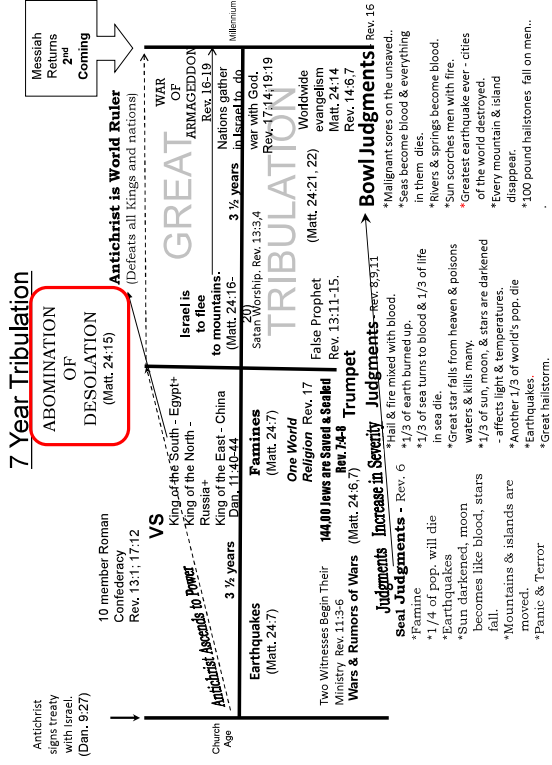 7 Year Tribulation
Antichrist
signs treaty
with Israel.
(Dan. 9:27)
10 member Roman
Confederacy
Rev. 13:1; 17:12
ABOMINATION
OF
DESOLATION
(Matt. 24:15)
Messiah
Returns
2nd
Coming
Antichrist is World Ruler
(Defeats all Kings and nations)
VS
King of the South - Egypt+
King of the North -
Russia+
King of the East - China
Dan. 11:40-44
Antichrist Ascends to Power
Israel is
to flee
to mountains.
(Matt. 24:16-
20)
GREAT
TRIBULATION
WAR
OF
ARMAGEDDON
Rev. 16-19
Nations gather
in Israel to do
war with God.
Rev. 17:14;19:19
Church
Age
3 ½ years
3 ½ years
Millennium
Earthquakes
(Matt. 24:7)
Famines
(Matt. 24:7)
One World
Religion Rev. 17
Satan Worship. Rev. 13:3,4
(Matt. 24:21, 22)
Worldwide
evangelism
Matt. 24:14
Rev. 14:6,7
False Prophet
Rev. 13:11-15.
Two Witnesses Begin Their
Ministry Rev. 11:3-6
144,00 Jews are Saved & Sealed
Rev. 7:4-8
Wars & Rumors of Wars (Matt. 24:6,7)
Judgments Increase in Severity
Seal Judgments - Rev. 6
*Famine
*1/4 of pop. will die
*Earthquakes
*Sun darkened, moon
becomes like blood, stars
fall.
*Mountains & islands are
moved.
*Panic & Terror
Trumpet
Judgments - Rev. 8,9,11
*Hail & fire mixed with blood.
*1/3 of earth burned up.
*1/3 of sea turns to blood & 1/3 of life
in sea die.
*Great star falls from heaven & poisons
waters & kills many.
*1/3 of sun, moon, & stars are darkened
- affects light & temperatures.
*Another 1/3 of world's pop. die
*Earthquakes.
*Great hailstorm.
Bowl Judgments - Rev. 16
*Malignant sores on the unsaved..
*Seas become blood & everything
in them dies.
*Rivers & springs become blood.
*Sun scorches men with fire.
*Greatest earthquake ever - cities
of the world destroyed.
*Every mountain & island
disappear.
*100 pound hailstones fall on men..
.